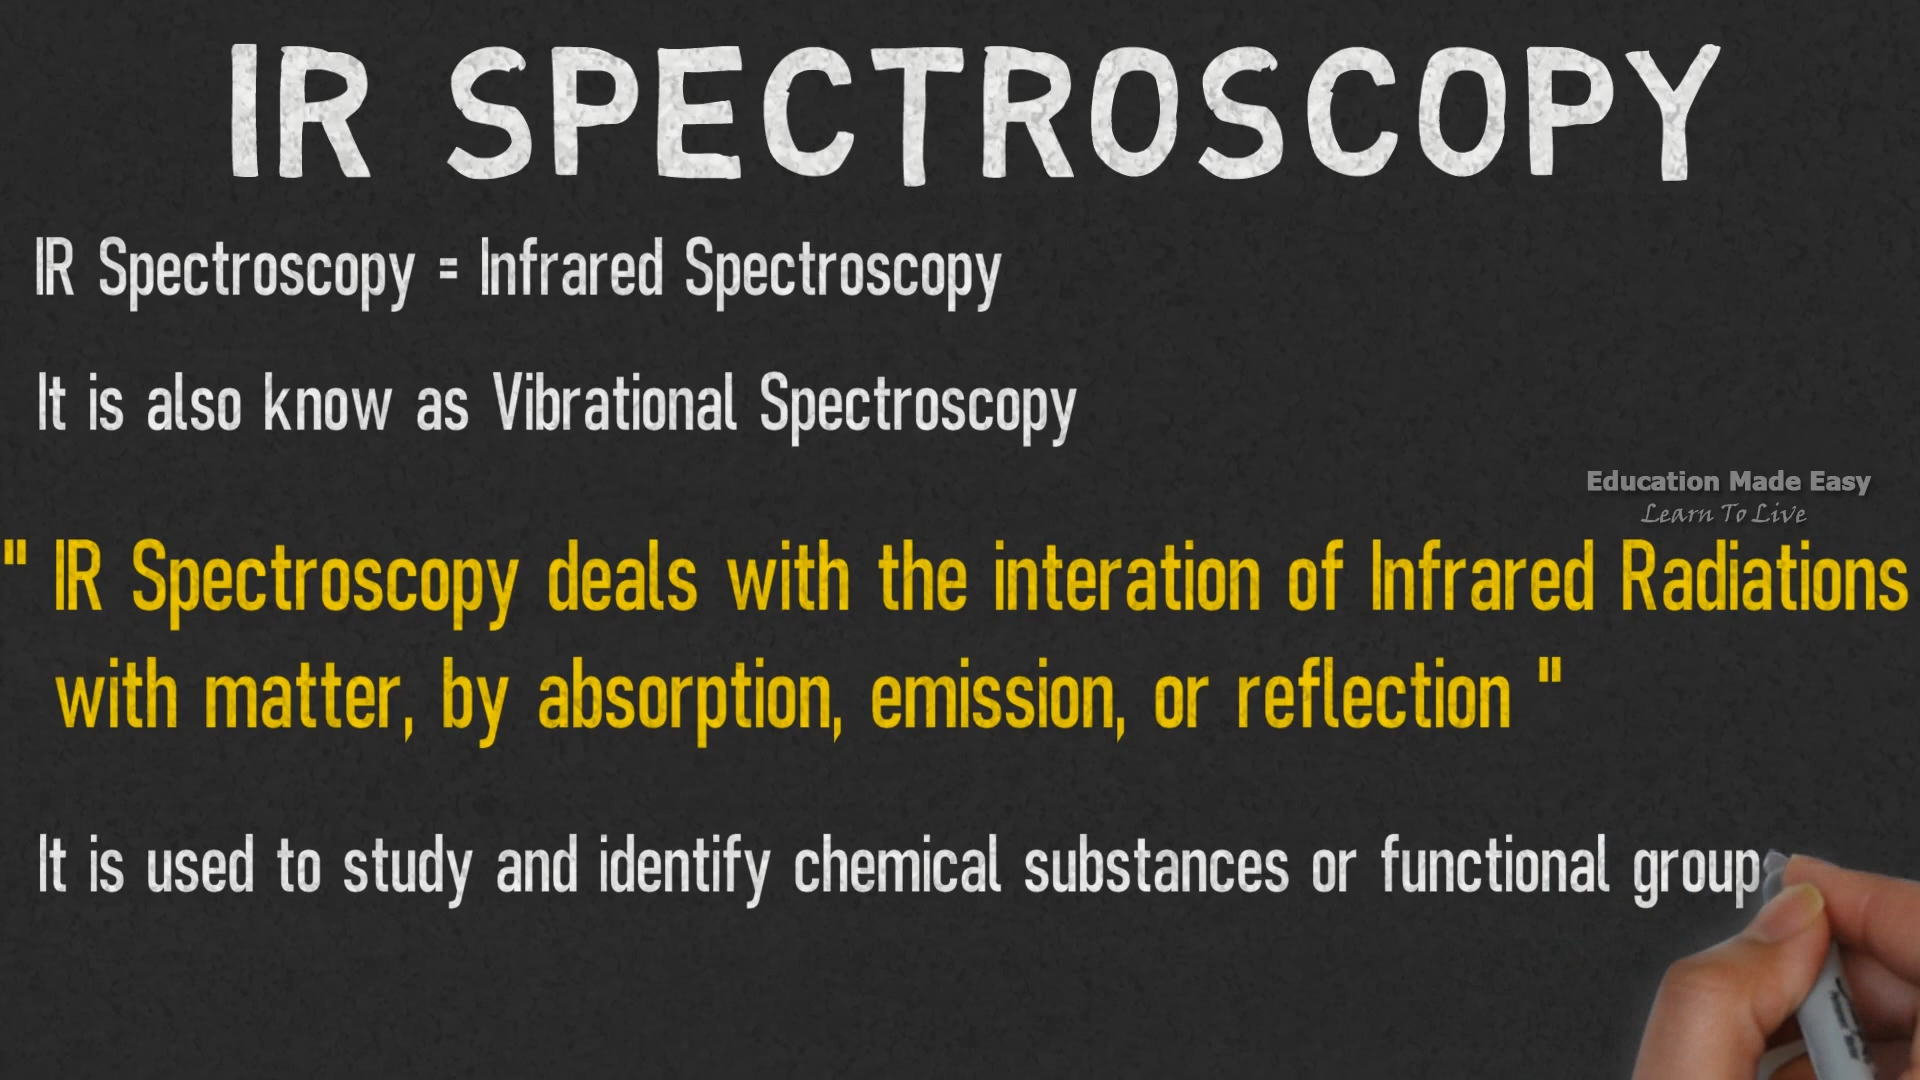 IR SPECTROSCOPY
IR Spectroscopy = Infrared Spectroscopy
It is also know as Vibrational Spectroscopy
Education Made Easy
Learn To Live
" IR Spectroscopy deals with the interation of Infrared Radiations
with matter, by absorption, emission, or reflection "
It is used to study and identify chemical substances or functional group